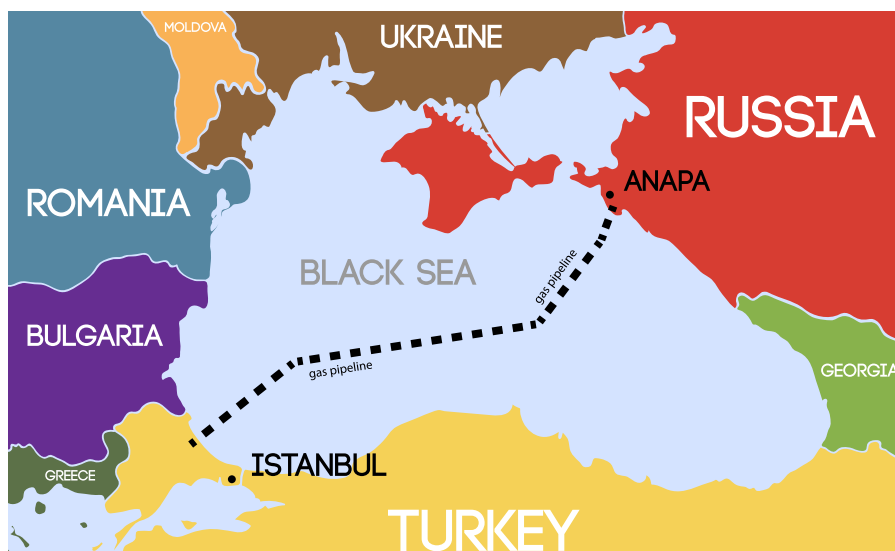 MOLDOVA
UKRAINE
RUSSIA
ANAPA
ROMANIA
BLACK SEA
gas pipeline
BULGARIA
gas pipeline
GEORGIA
ISTANBUL
GREECE
TURKEY